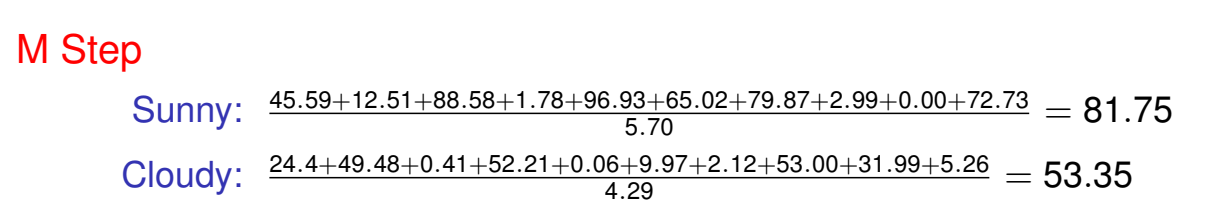 M Step
Sunny: 45.59+12.51+88.58+1.78+96.93+65.02+79.87+2.99+0.00+72.73 / 5.70 = 81.75
Cloudy: 24.4+49.48+0.41+52.21+0.06+9.97+2.12+53.00+31.99+5.26 / 4.29 = 53.35